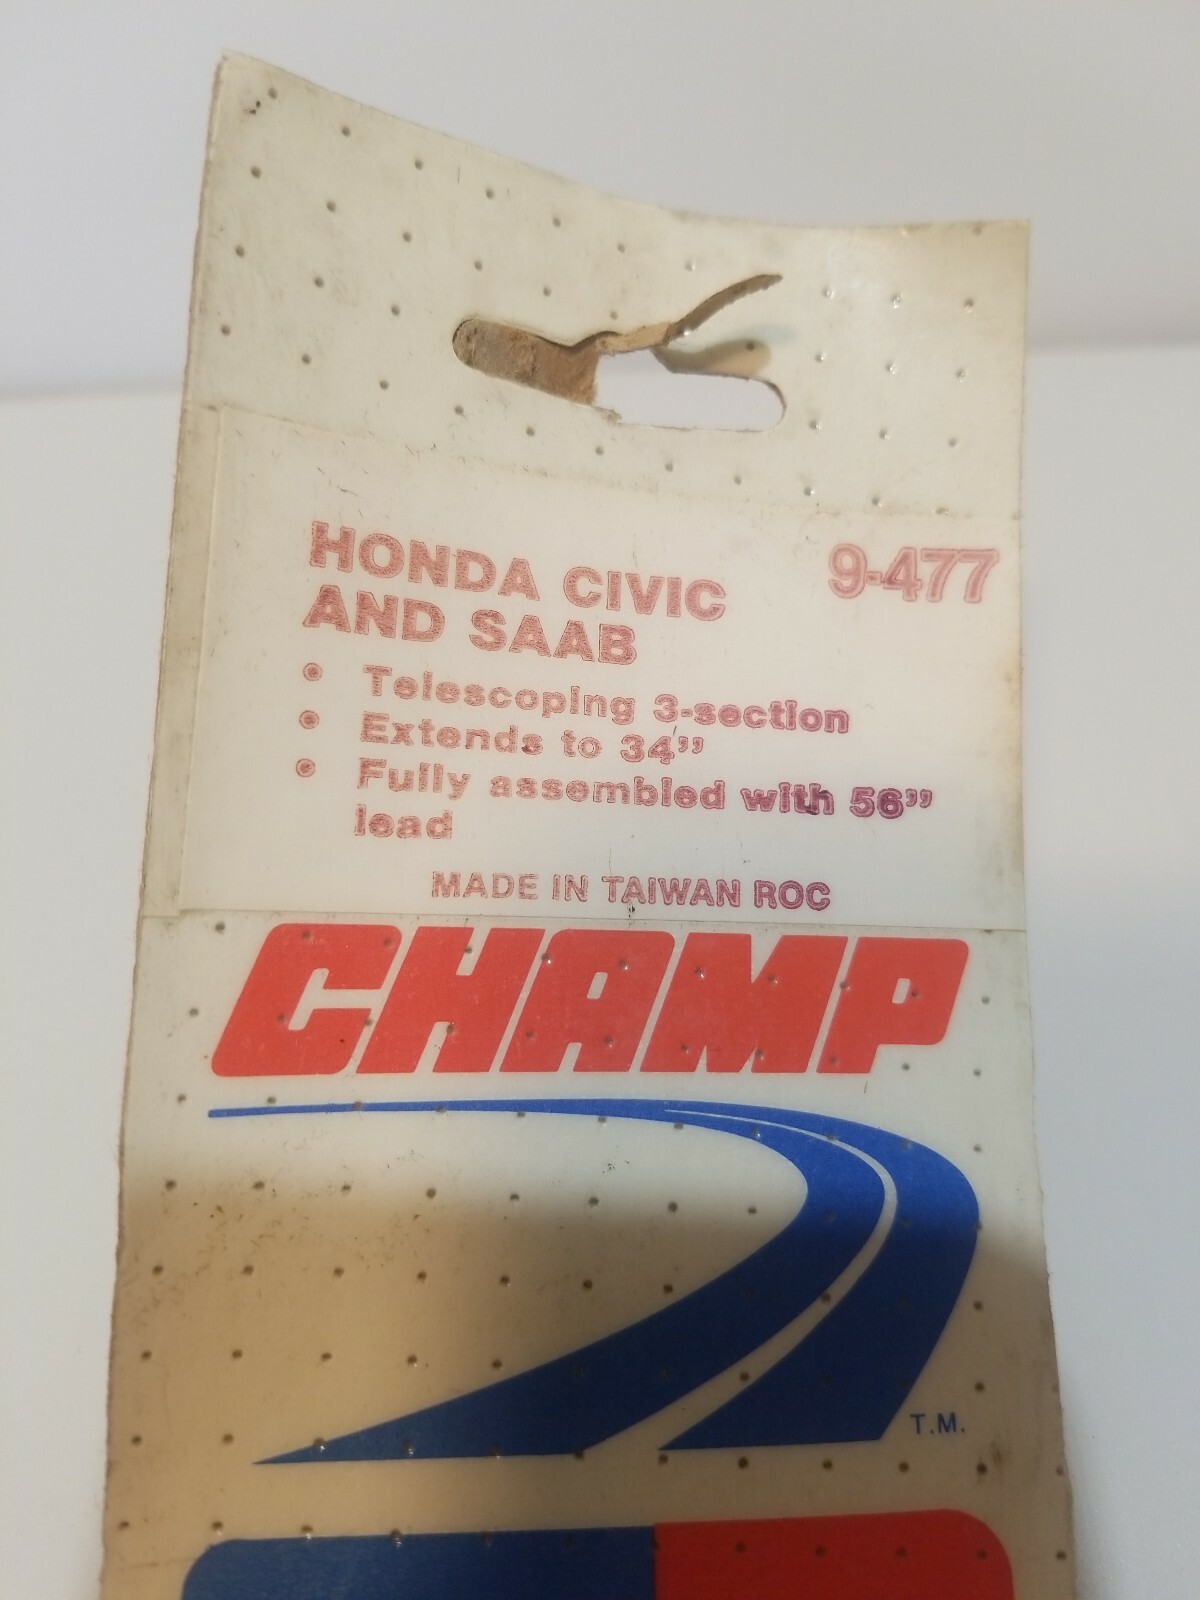 HONDA CIVIC 9-477
AND SAAB
• Telescoping 3-section
• Extends to 34”
• Fully assembled with 56”
lead
MADE IN TAIWAN ROC
CHAMP
T.M.